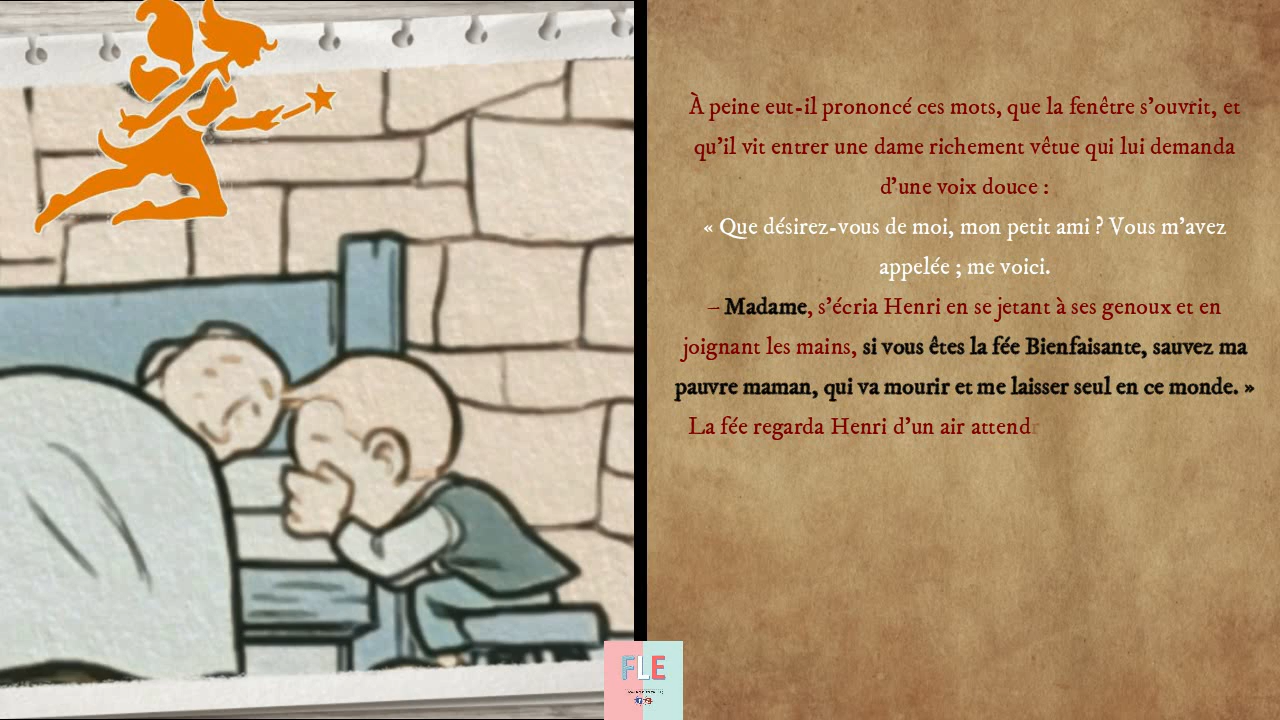 À peine eut-il prononcé ces mots, que la fenêtre s'ouvrit, et
qu'il vit entrer une dame richement vêtue qui lui demanda
d'une voix douce :
« Que désirez-vous de moi, mon petit ami ? Vous m'avez
appelée ; me voici.
– Madame, s'écria Henri en se jetant à ses genoux et en
joignant les mains, si vous êtes la fée Bienfaisante, sauvez ma
pauvre maman, qui va mourir et me laisser seul en ce monde. »
La fée regarda Henri d'un air attendr
FLE